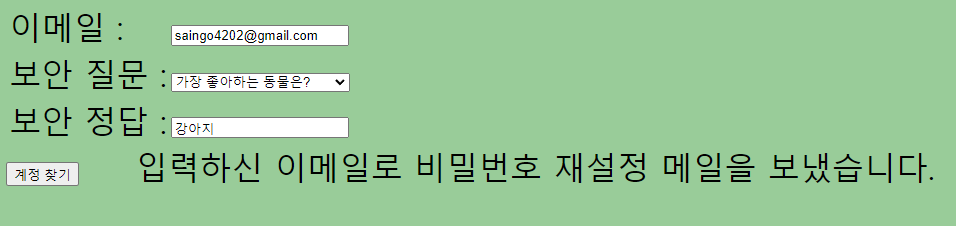 이메일 : saingo4202@gmail.com
보안 질문 : 가장 좋아하는 동물은?
보안 정답 : 강아지
계정 찾기 입력하신 이메일로 비밀번호 재설정 메일을 보냈습니다.